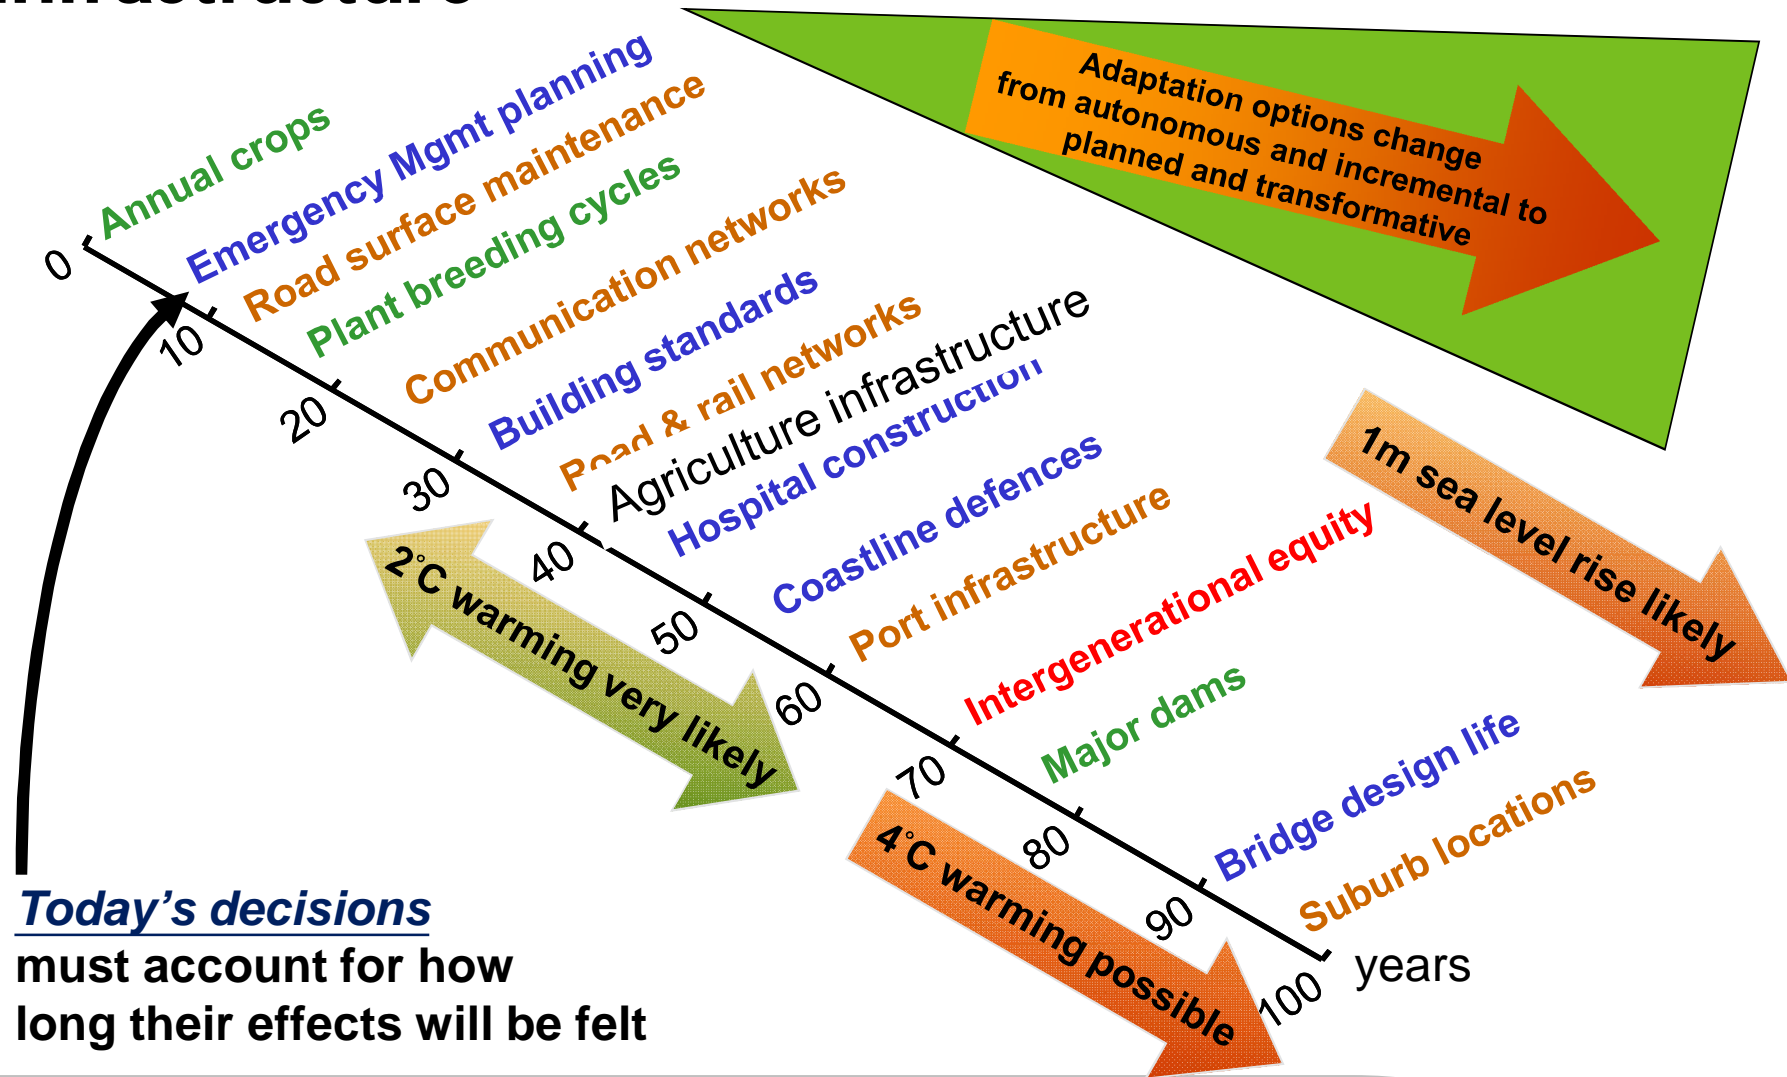 Annual crops
Emergency Mgmt planning
Road surface maintenance
Plant breeding cycles
Communication networks
Building standards
Road & rail networks
Agriculture infrastructure
Hospital construction
Coastline defences
Port infrastructure
Intergenerational equity
Major dams
Bridge design life
Suburb locations
0
10
20
30
40
50
60
70
80
90
100
years
Adaptation options change
from autonomous and incremental to
planned and transformative
1m sea level rise likely
2°C warming very likely
4°C warming possible
Today’s decisions
must account for how
long their effects will be felt